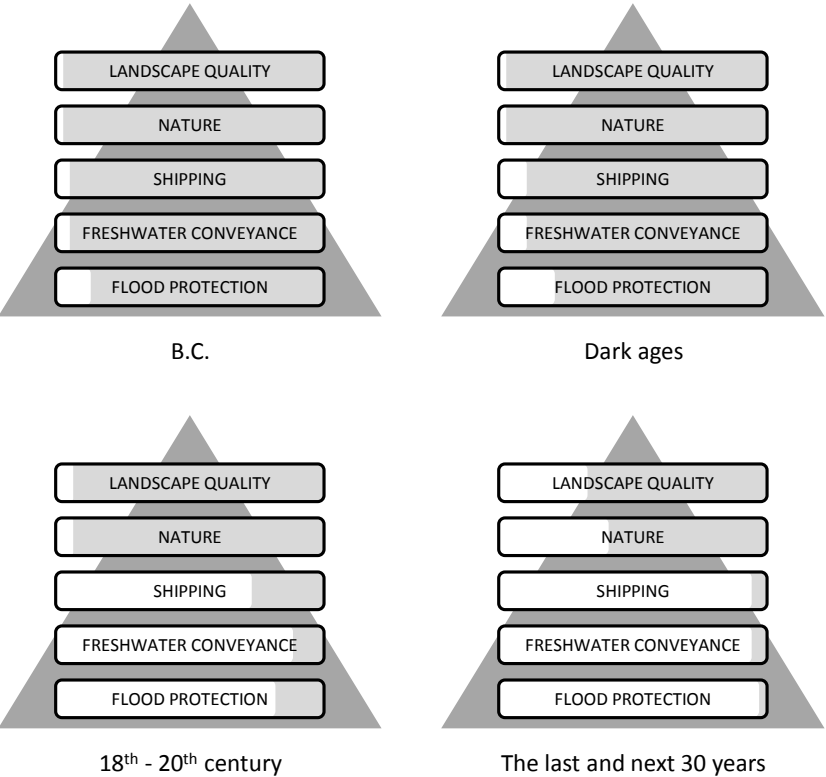 LANDSCAPE QUALITY
NATURE
SHIPPING
FRESHWATER CONVEYANCE
FLOOD PROTECTION
B.C.
LANDSCAPE QUALITY
NATURE
SHIPPING
FRESHWATER CONVEYANCE
FLOOD PROTECTION
Dark ages
LANDSCAPE QUALITY
NATURE
SHIPPING
FRESHWATER CONVEYANCE
FLOOD PROTECTION
18th - 20th century
LANDSCAPE QUALITY
NATURE
SHIPPING
FRESHWATER CONVEYANCE
FLOOD PROTECTION
The last and next 30 years